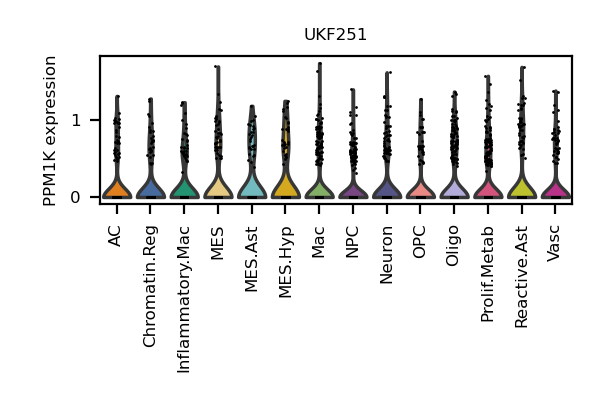 UKF251
PPM1K expression
1
0
AC
Chromatin.Reg
Inflammatory.Mac
MES
MES.Ast
MES.Hyp
Mac
NPC
Neuron
OPC
Oligo
Prolif.Metab
Reactive.Ast
Vasc